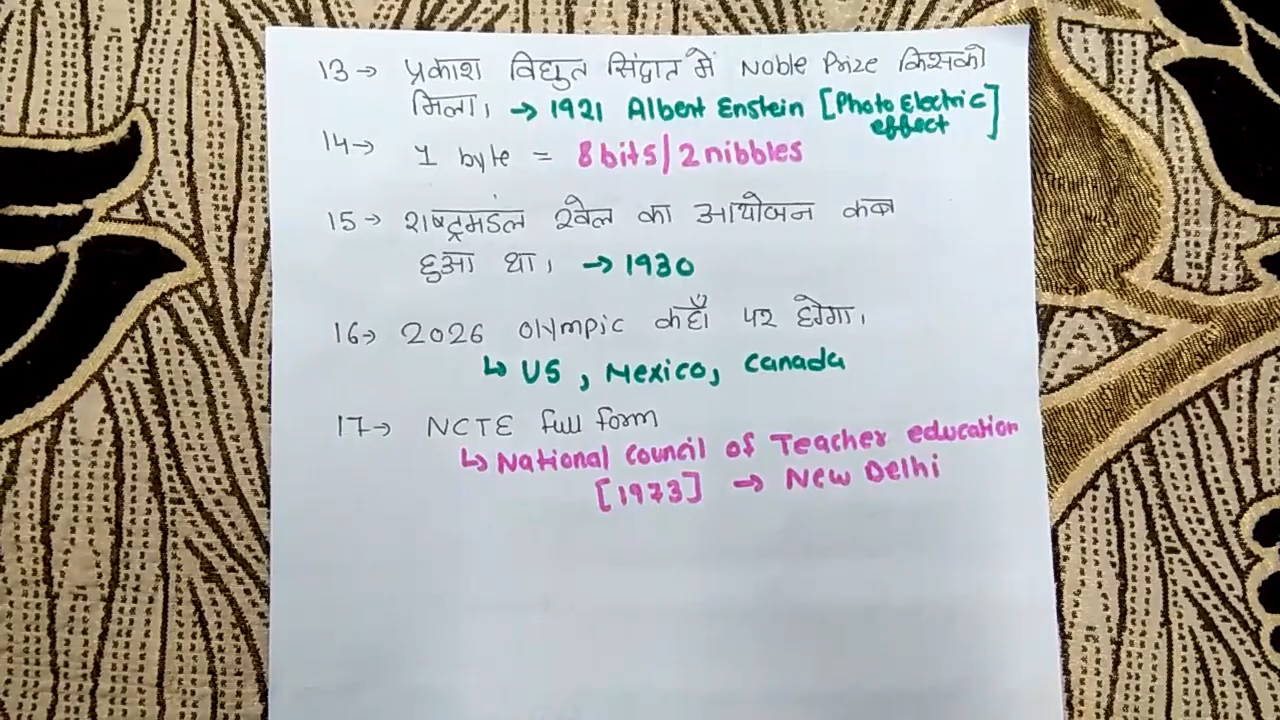 13→ प्रकाश विद्युत सिंद्वात में Noble Prize किसको
मिला। → 1921 Albert Enstein [Photo Electric
effect]
14→ 1 byte = 8 bits/2 nibbles
15→ राष्ट्रमडंल खेल का आयोजन कब
हुआ था। → 1930
16→ 2026 Olympic कहाँ पर होगा।
↳ US, Mexico, Canada
17→ NCTE full form
↳ National Council of Teacher education
[1973] → New Delhi